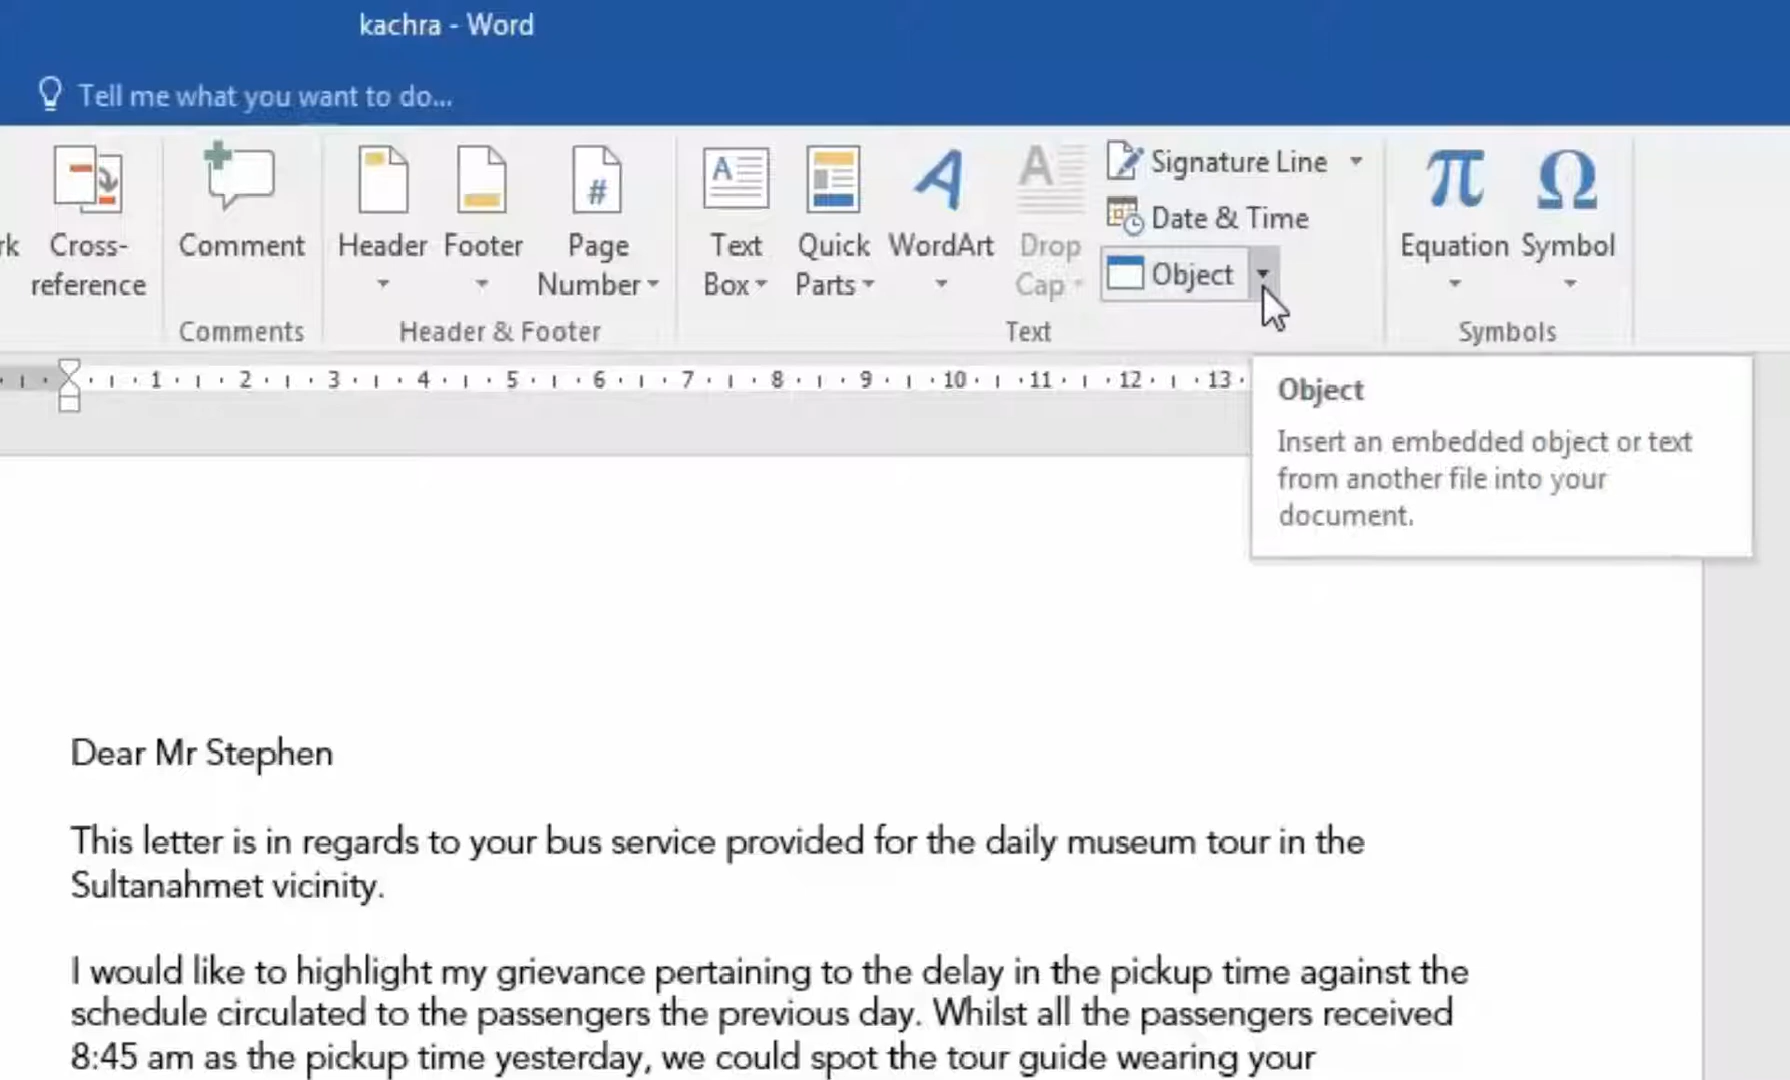 kachra - Word
Tell me what you want to do...
rk
Cross-
reference
Comment
Comments
Header
Footer
Page
Number
Header & Footer
Text
Box
Quick
Parts
WordArt
Drop
Cap
Signature Line
Date & Time
Object
Text
Equation
Symbol
Symbols
1 2 3 4 5 6 7 8 9 10 11 12 13
Object
Insert an embedded object or text
from another file into your
document.
Dear Mr Stephen
This letter is in regards to your bus service provided for the daily museum tour in the
Sultanahmet vicinity.
I would like to highlight my grievance pertaining to the delay in the pickup time against the
schedule circulated to the passengers the previous day. Whilst all the passengers received
8:45 am as the pickup time yesterday, we could spot the tour guide wearing your